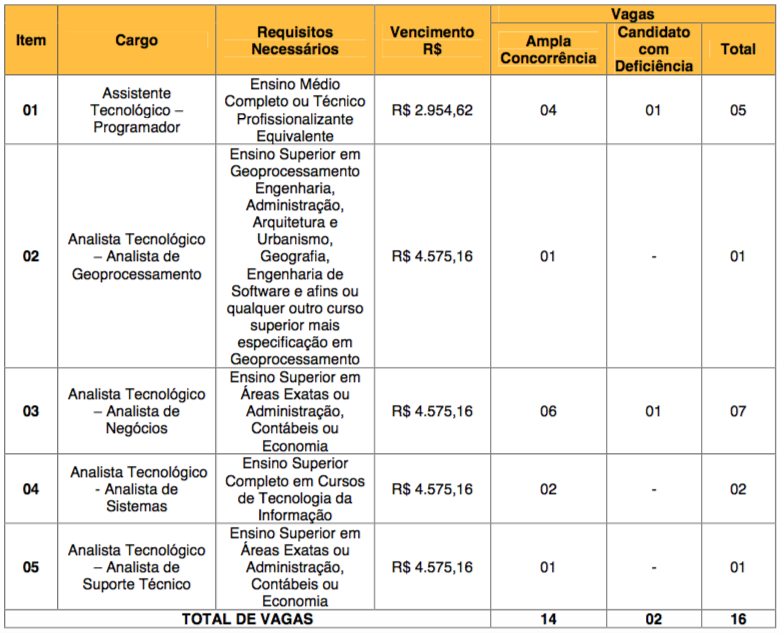 Item
Cargo
Requisitos
Necessários
Vencimento
R$
Vagas
Ampla
Concorrência
Candidato
com
Deficiência
Total
01
Assistente
Tecnológico –
Programador
Ensino Médio
Completo ou Técnico
Profissionalizante
Equivalente
R$ 2.954,62
04
01
05
02
Analista Tecnológico
– Analista de
Geoprocessamento
Ensino Superior em
Geoprocessamento
Engenharia,
Administração,
Arquitetura e
Urbanismo,
Geografia,
Engenharia de
Software e afins ou
qualquer outro curso
superior mais
especificação em
Geoprocessamento
R$ 4.575,16
01
-
01
03
Analista Tecnológico
– Analista de
Negócios
Ensino Superior em
Áreas Exatas ou
Administração,
Contábeis ou
Economia
R$ 4.575,16
06
01
07
04
Analista Tecnológico
- Analista de
Sistemas
Ensino Superior
Completo em Cursos
de Tecnologia da
Informação
R$ 4.575,16
02
-
02
05
Analista Tecnológico
– Analista de
Suporte Técnico
Ensino Superior em
Áreas Exatas ou
Administração,
Contábeis ou
Economia
R$ 4.575,16
01
-
01
TOTAL DE VAGAS
14
02
16